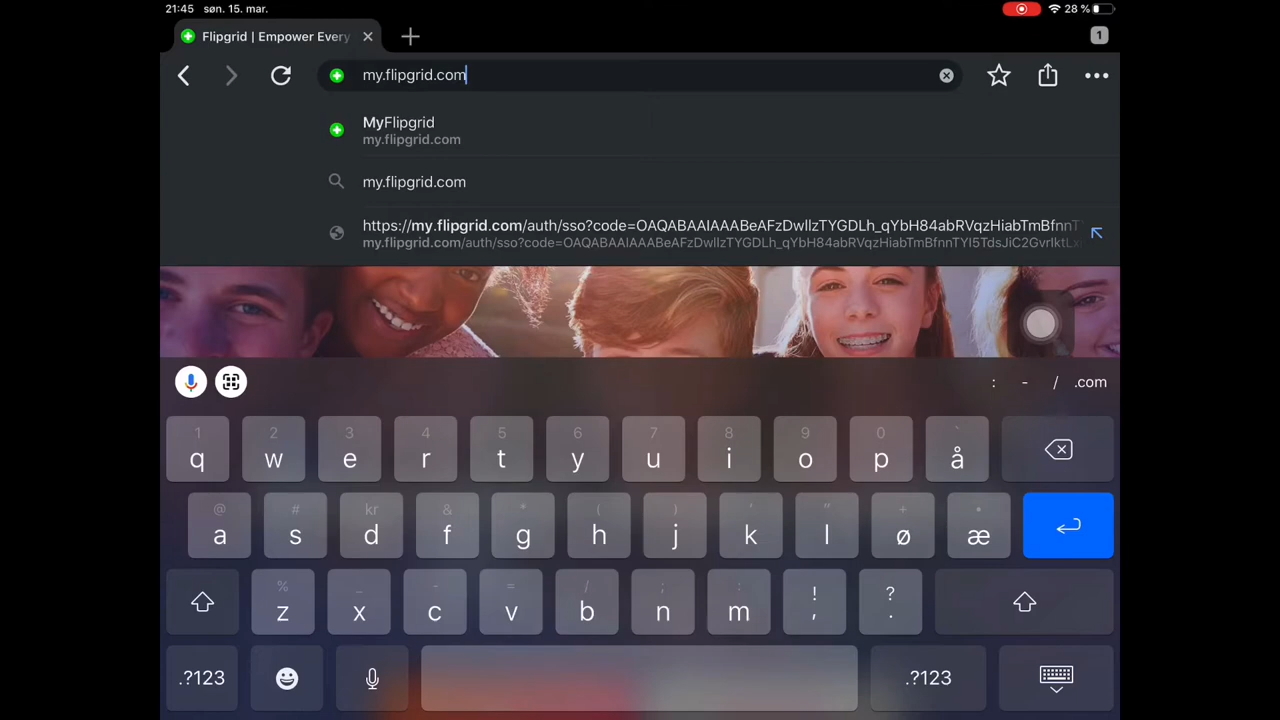 21:45 søn. 15. mar.
28 %
Flipgrid | Empower Every
1
my.flipgrid.com
MyFlipgrid
my.flipgrid.com
my.flipgrid.com
https://my.flipgrid.com/auth/sso?code=OAQABAAIAAABeAFzDwllzTYGDLh_qYbH84abRVqzHiabTmBfnnT
my.flipgrid.com/auth/sso?code=OAQABAAIAAABeAFzDwllzTYGDLh_qYbH84abRVqzHiabTmBfnnTYI5TdsJiC2GvrIktLx
: - / .com
1 2 3 4 5 6 7 8 9 0 `
q w e r t y u i o p å
@ # kr & * ( ) ' " + •
a s d f g h j k l ø æ
% _ - = / ; : ! ?
z x c v b n m , .
.?123 .?123